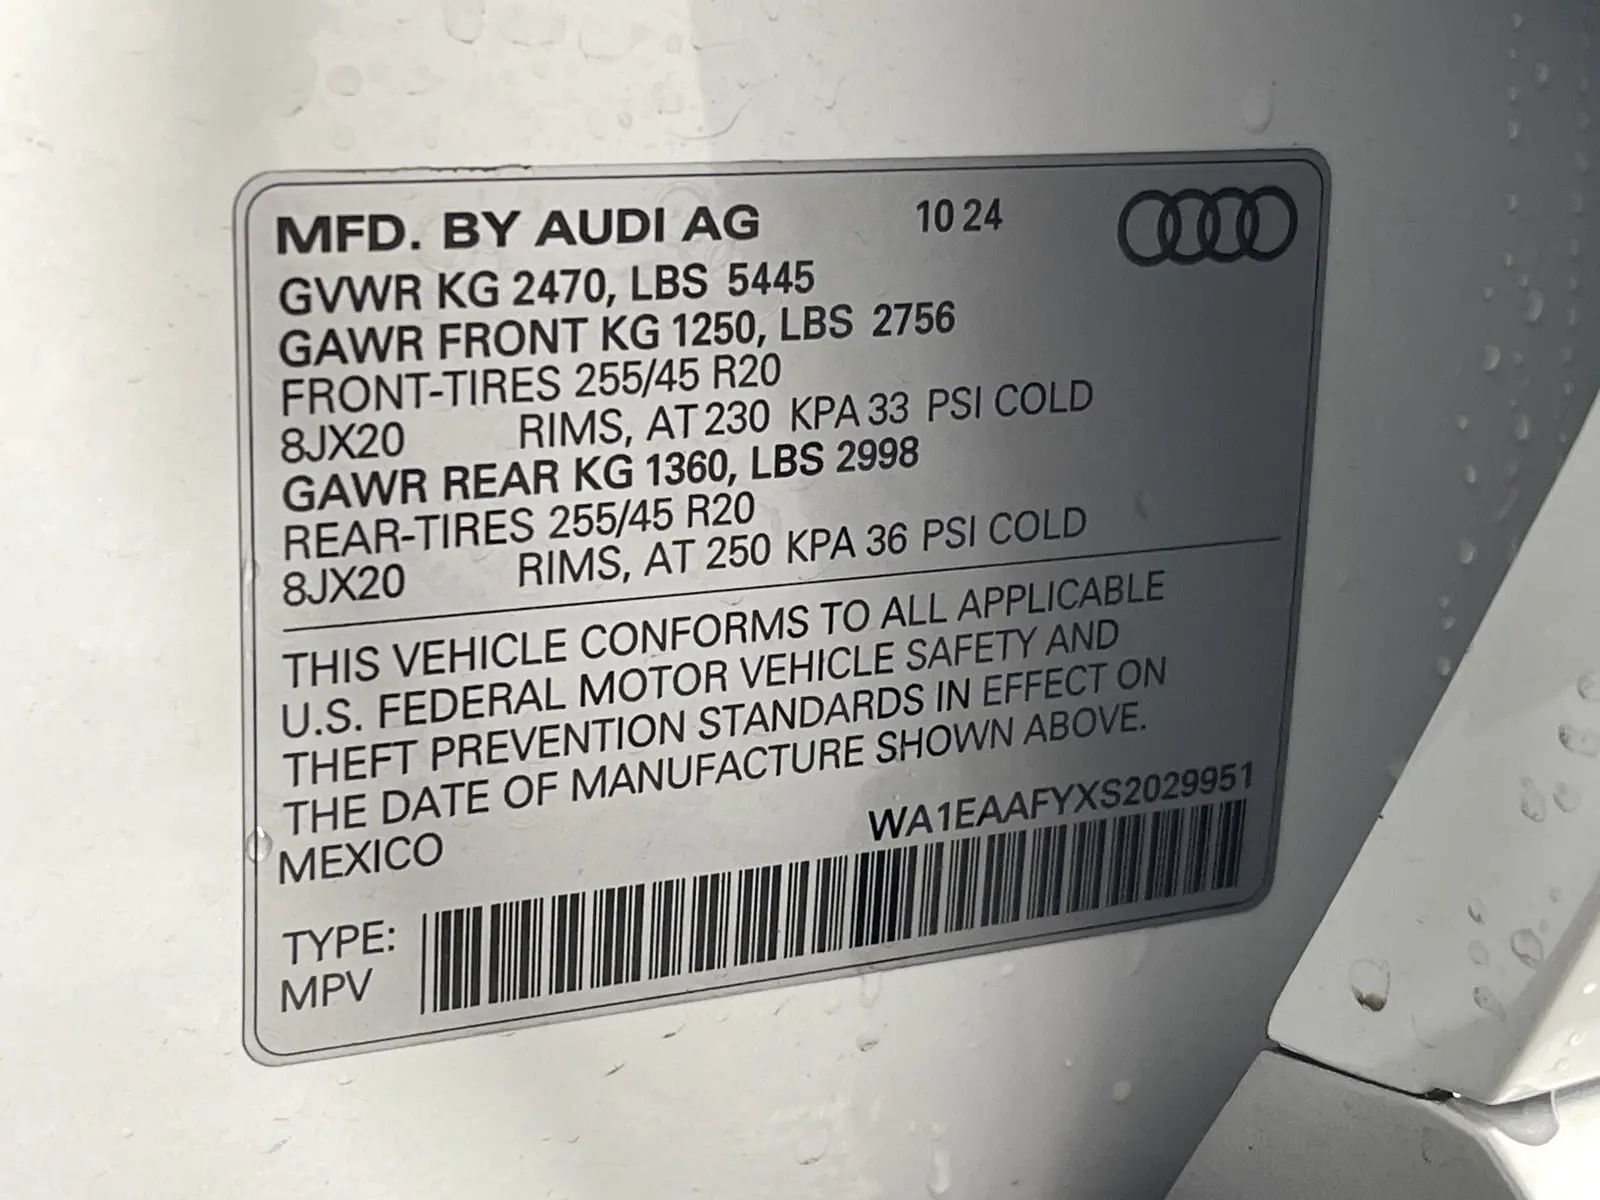 MFD. BY AUDI AG 10 24
GVWR KG 2470, LBS 5445
GAWR FRONT KG 1250, LBS 2756
FRONT-TIRES 255/45 R20
8JX20 RIMS, AT 230 KPA 33 PSI COLD
GAWR REAR KG 1360, LBS 2998
REAR-TIRES 255/45 R20
8JX20 RIMS, AT 250 KPA 36 PSI COLD
THIS VEHICLE CONFORMS TO ALL APPLICABLE
U.S. FEDERAL MOTOR VEHICLE SAFETY AND
THEFT PREVENTION STANDARDS IN EFFECT ON
THE DATE OF MANUFACTURE SHOWN ABOVE.
MEXICO WA1EAAFYXS2029951
TYPE:
MPV